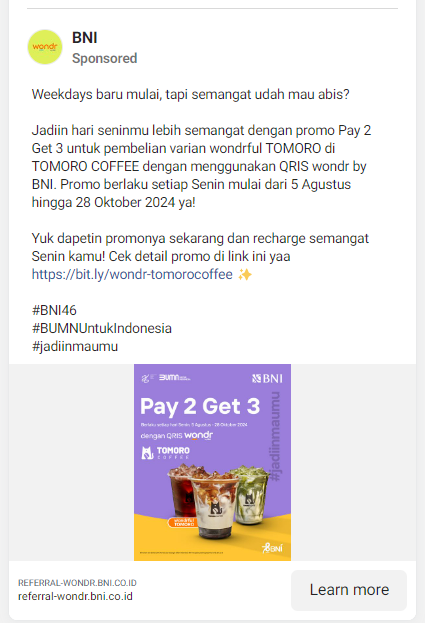 wondr
BNI
Sponsored
Weekdays baru mulai, tapi semangat udah mau abis?
Jadiin hari seninmu lebih semangat dengan promo Pay 2
Get 3 untuk pembelian varian wondrful TOMORO di
TOMORO COFFEE dengan menggunakan QRIS wondr by
BNI. Promo berlaku setiap Senin mulai dari 5 Agustus
hingga 28 Oktober 2024 ya!
Yuk dapetin promonya sekarang dan recharge semangat
Senin kamu! Cek detail promo di link ini yaa
https://bit.ly/wondr-tomorocoffee ✨
#BNI46
#BUMNUntukIndonesia
#jadiinmaumu
BUMN
BNI
Pay 2 Get 3
Berlaku setiap hari Senin 5 Agustus - 28 Oktober 2024
dengan QRIS wondr
TOMORO
COFFEE
#jadiinmaumu
WONDRFUL
TOMORO
BNI
REFERRAL-WONDR.BNI.CO.ID
referral-wondr.bni.co.id
Learn more